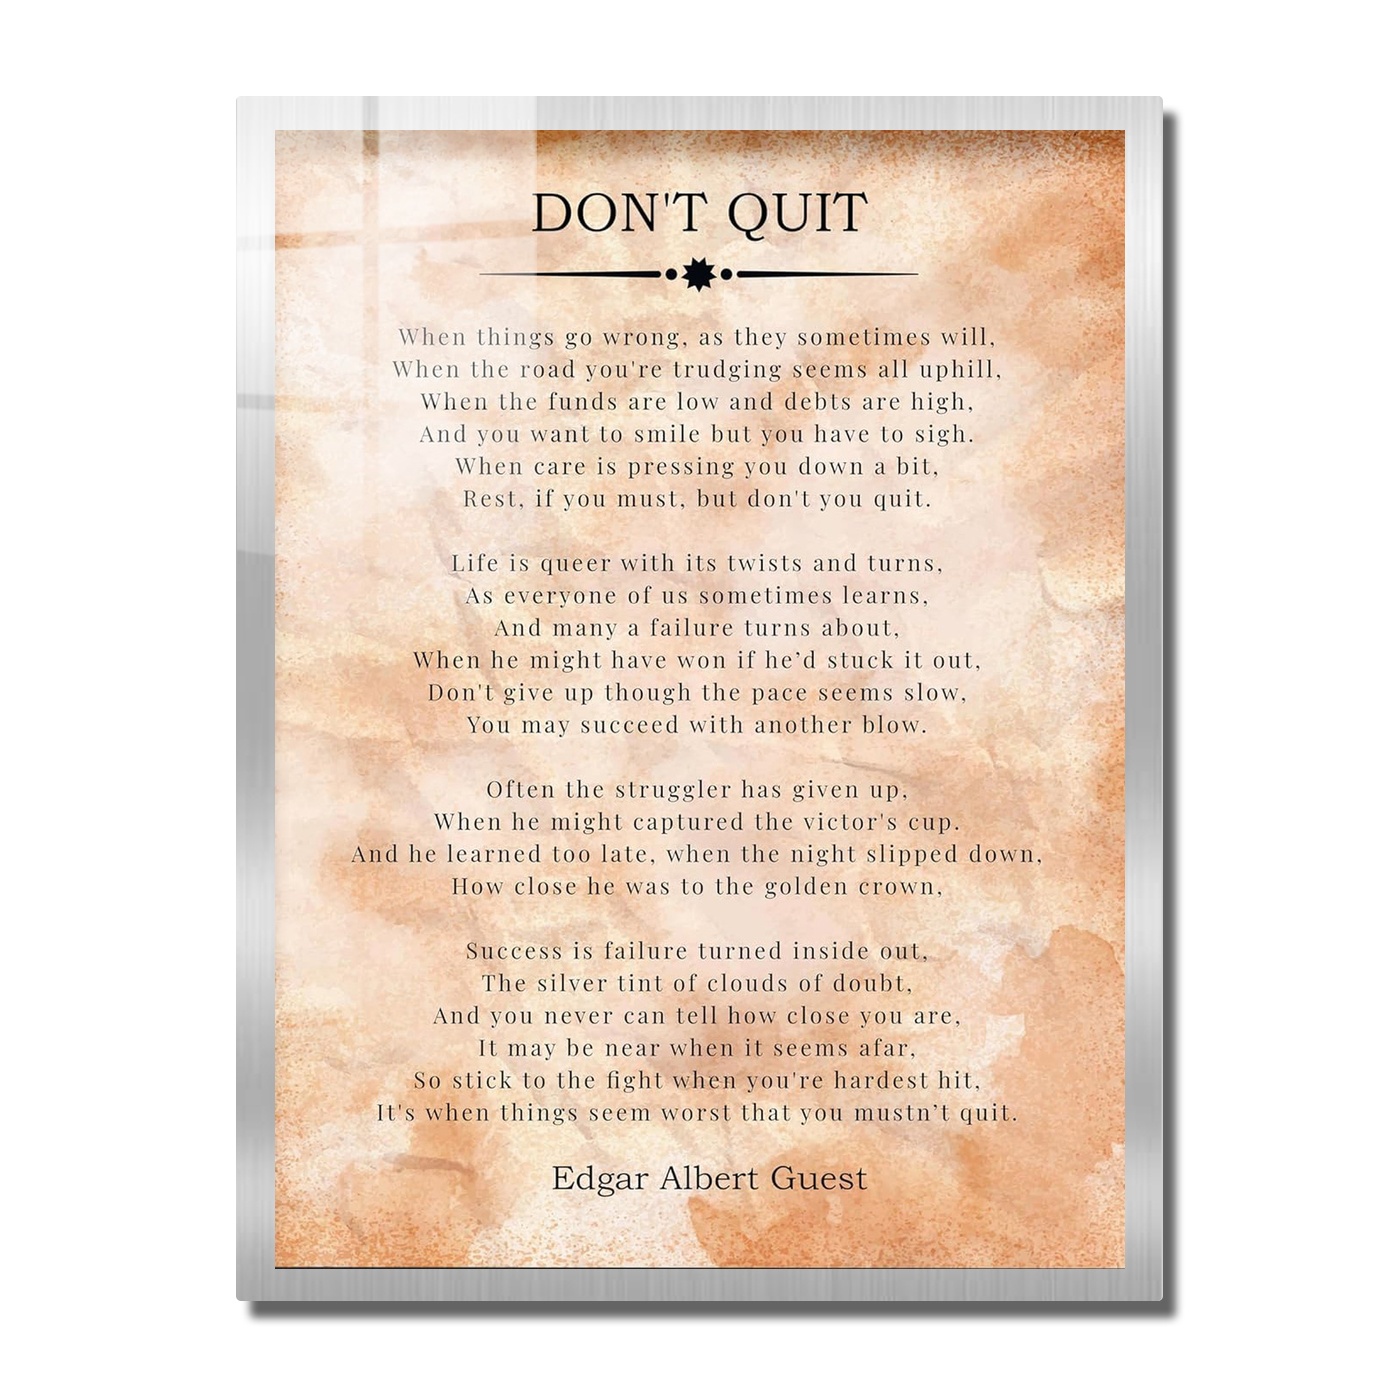 DON'T QUIT
When things go wrong, as they sometimes will,
When the road you're trudging seems all uphill,
When the funds are low and debts are high,
And you want to smile but you have to sigh.
When care is pressing you down a bit,
Rest, if you must, but don't you quit.
Life is queer with its twists and turns,
As everyone of us sometimes learns,
And many a failure turns about,
When he might have won if he’d stuck it out,
Don't give up though the pace seems slow,
You may succeed with another blow.
Often the struggler has given up,
When he might captured the victor's cup.
And he learned too late, when the night slipped down,
How close he was to the golden crown,
Success is failure turned inside out,
The silver tint of clouds of doubt,
And you never can tell how close you are,
It may be near when it seems afar,
So stick to the fight when you're hardest hit,
It's when things seem worst that you mustn’t quit.
Edgar Albert Guest